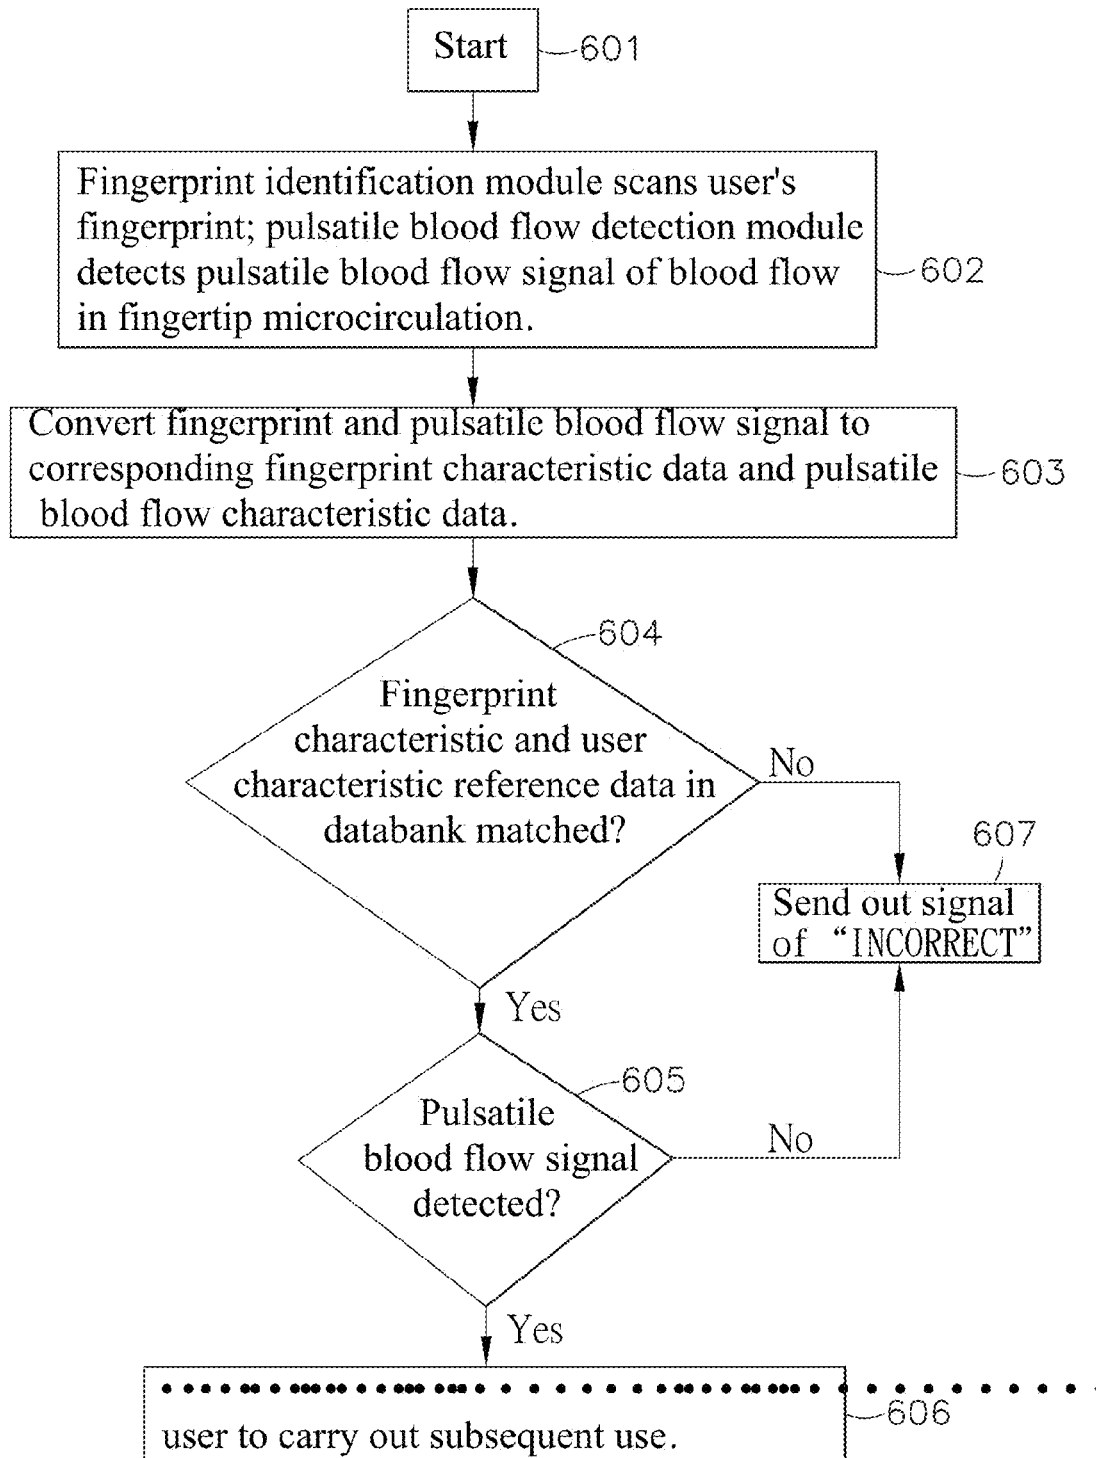 Start
601
Fingerprint identification module scans user's
fingerprint; pulsatile blood flow detection module
detects pulsatile blood flow signal of blood flow
in fingertip microcirculation.
602
Convert fingerprint and pulsatile blood flow signal to
corresponding fingerprint characteristic data and pulsatile
blood flow characteristic data.
603
604
Fingerprint
characteristic and user
characteristic reference data in
databank matched?
No
607
Send out signal
of “INCORRECT”
Yes
605
Pulsatile
blood flow signal
detected?
No
Yes
606
user to carry out subsequent use.